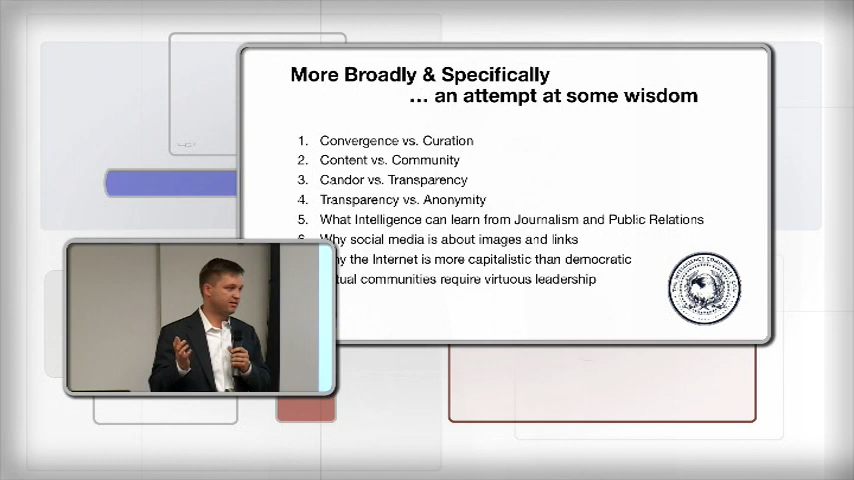 More Broadly & Specifically
… an attempt at some wisdom
1. Convergence vs. Curation
2. Content vs. Community
3. Candor vs. Transparency
4. Transparency vs. Anonymity
5. What Intelligence can learn from Journalism and Public Relations
Why social media is about images and links
the Internet is more capitalistic than democratic
communities require virtuous leadership
INTELLIGENCE COMMUNITY